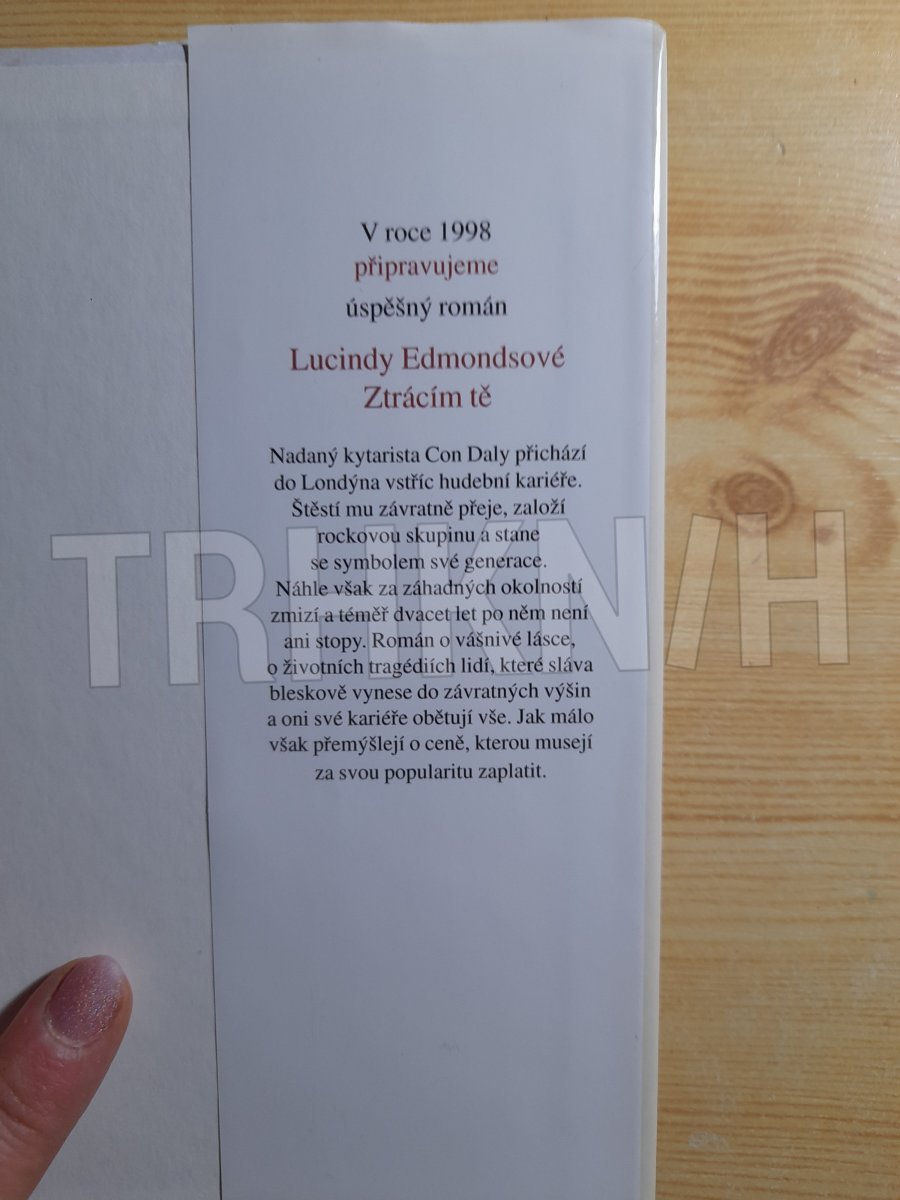 V roce 1998
připravujeme
úspěšný román
Lucindy Edmondsové
Ztrácím tě
Nadaný kytarista Con Daly přichází
do Londýna vstříc hudební kariéře.
Štěstí mu závratně přeje, založí
rockovou skupinu a stane
se symbolem své generace.
Náhle však za záhadných okolností
zmizí a téměř dvacet let po něm není
ani stopy. Román o vášnivé lásce,
o životních tragédiích lidí, které sláva
bleskově vynese do závratných výšin
a oni své kariéře obětují vše. Jak málo
však přemýšlejí o ceně, kterou musejí
za svou popularitu zaplatit.
TRHKNIH